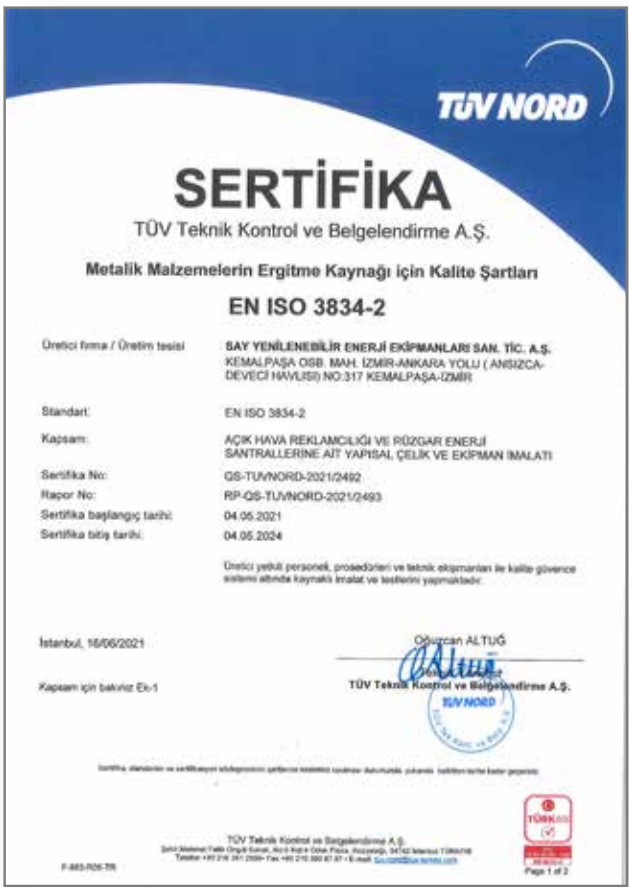 TÜV NORD
SERTİFİKA
TÜV Teknik Kontrol ve Belgelendirme A.Ş.
Metalik Malzemelerin Ergitme Kaynağı için Kalite Şartları
EN ISO 3834-2
Üretici firma / Üretim tesisi
SAY YENİLENEBİLİR ENERJİ EKİPMANLARI SAN. TİC. A.Ş.
KEMALPAŞA OSB. MAH. İZMİR-ANKARA YOLU ( ANSIZCA-
DEVECİ HAVLISI) NO:317 KEMALPAŞA-İZMİR
Standart:
EN ISO 3834-2
Kapsam:
AÇIK HAVA REKLAMCILIĞI VE RÜZGAR ENERJİ
SANTRALLERİNE AİT YAPISAL ÇELİK VE EKİPMAN İMALATI
Sertifika No:
QS-TUVNORD-2021/2492
Rapor No:
RP-QS-TUVNORD-2021/2493
Sertifika başlangıç tarihi:
04.05.2021
Sertifika bitiş tarihi:
04.05.2024
Üretici yetkili personeli, prosedürleri ve teknik ekipmanları ile kalite güvence
sistemi altında kaynaklı imalat ve testlerini yapmaktadır.
İstanbul, 16/06/2021
Oğuzcan ALTUĞ
Kapsam için bakınız Ek-1
TÜV Teknik Kontrol ve Belgelendirme A.Ş.
TÜV NORD
TÜRKAK
TÜV Teknik Kontrol ve Belgelendirme A.Ş.
Page 1 of 2